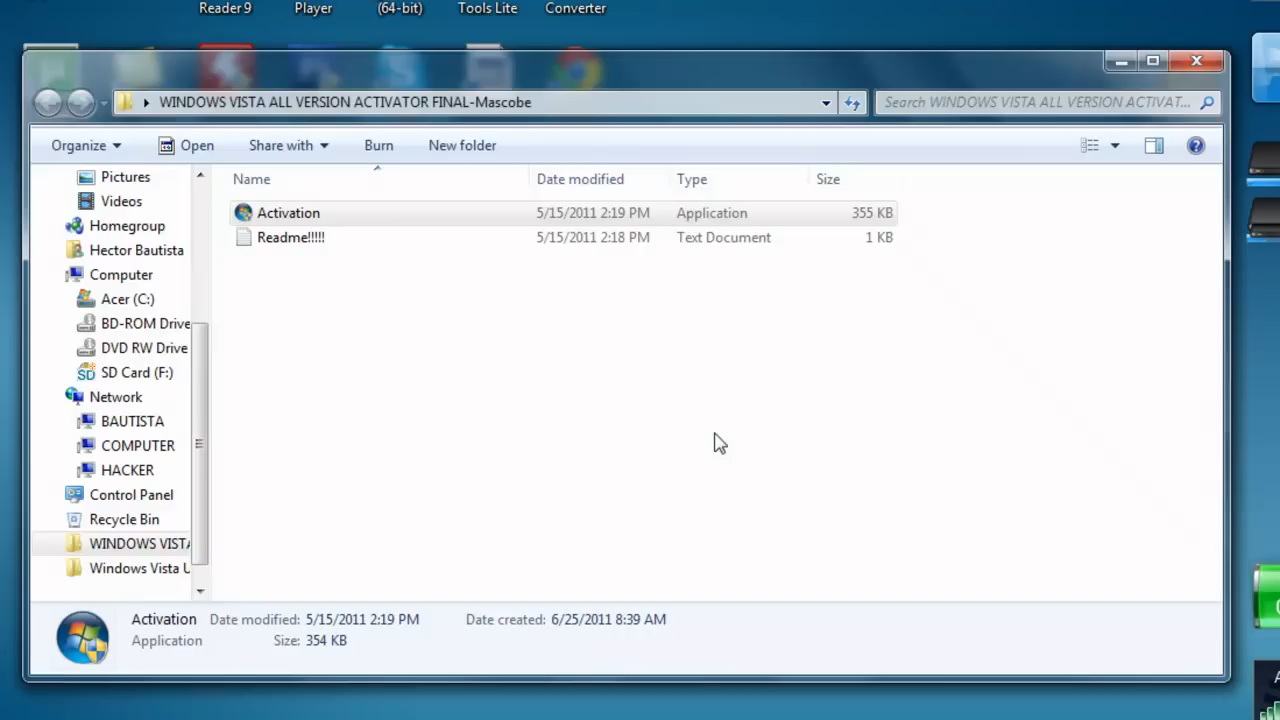 Reader 9 Player (64-bit) Tools Lite Converter
WINDOWS VISTA ALL VERSION ACTIVATOR FINAL-Mascobe
Search WINDOWS VISTA ALL VERSION ACTIVAT...
Organize Open Share with Burn New folder
Name Date modified Type Size
Activation 5/15/2011 2:19 PM Application 355 KB
Readme!!!!! 5/15/2011 2:18 PM Text Document 1 KB
Pictures
Videos
Homegroup
Hector Bautista
Computer
Acer (C:)
BD-ROM Drive
DVD RW Drive
SD Card (F:)
Network
BAUTISTA
COMPUTER
HACKER
Control Panel
Recycle Bin
WINDOWS VISTA
Windows Vista U
Activation Date modified: 5/15/2011 2:19 PM Date created: 6/25/2011 8:39 AM
Application Size: 354 KB